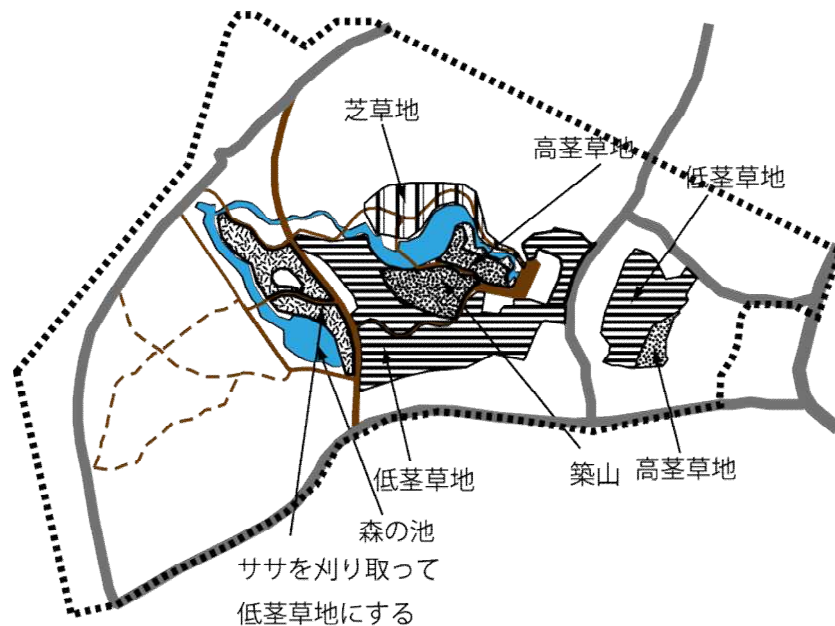 芝草地
高茎草地
低茎草地
低茎草地
築山
高茎草地
森の池
ササを刈り取って
低茎草地にする